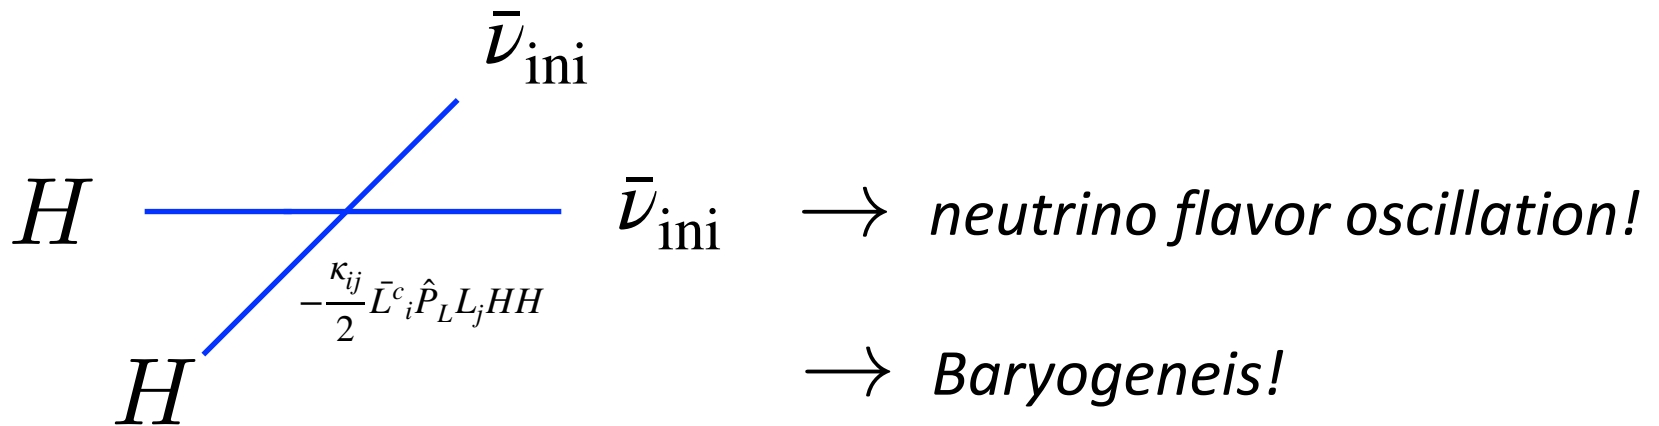 ν̄_ini
H ν̄_ini → neutrino flavor oscillation!
−κ_ij/2 L̄^c_i P̂_L L_j HH
H → Baryogeneis!